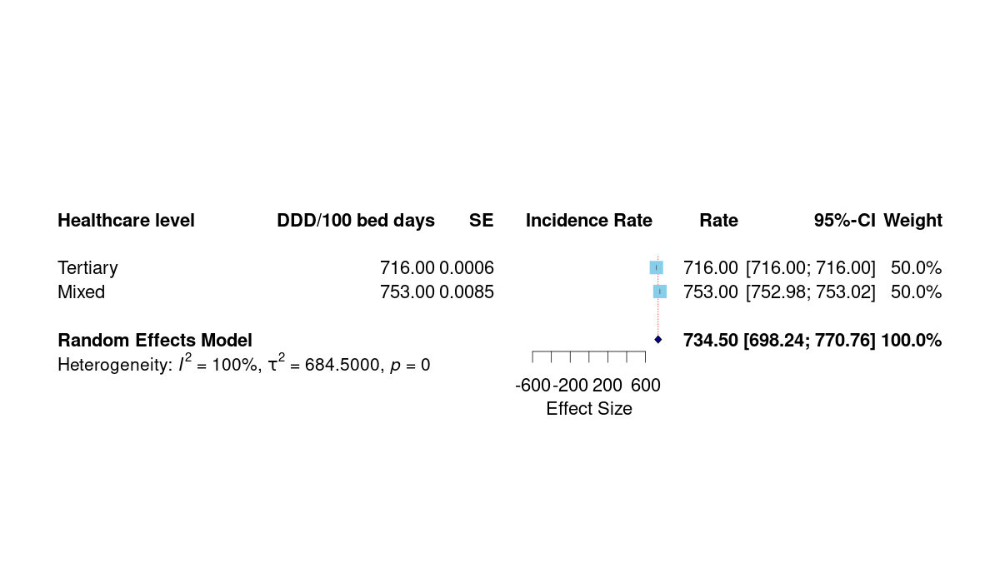 Healthcare level DDD/100 bed days SE Incidence Rate Rate 95%-CI Weight
Tertiary 716.00 0.0006 716.00 [716.00; 716.00] 50.0%
Mixed 753.00 0.0085 753.00 [752.98; 753.02] 50.0%
Random Effects Model 734.50 [698.24; 770.76] 100.0%
Heterogeneity: I² = 100%, τ² = 684.5000, p = 0
-600 -200 200 600
Effect Size